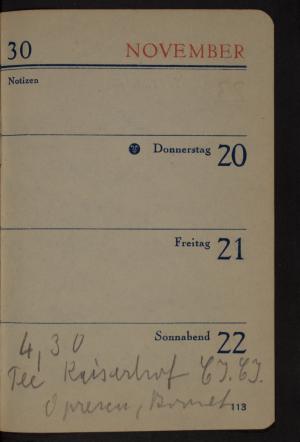 30 NOVEMBER
Notizen
Donnerstag 20
Freitag 21
Sonnabend 22
4,30
Tee Kaiserhof
113